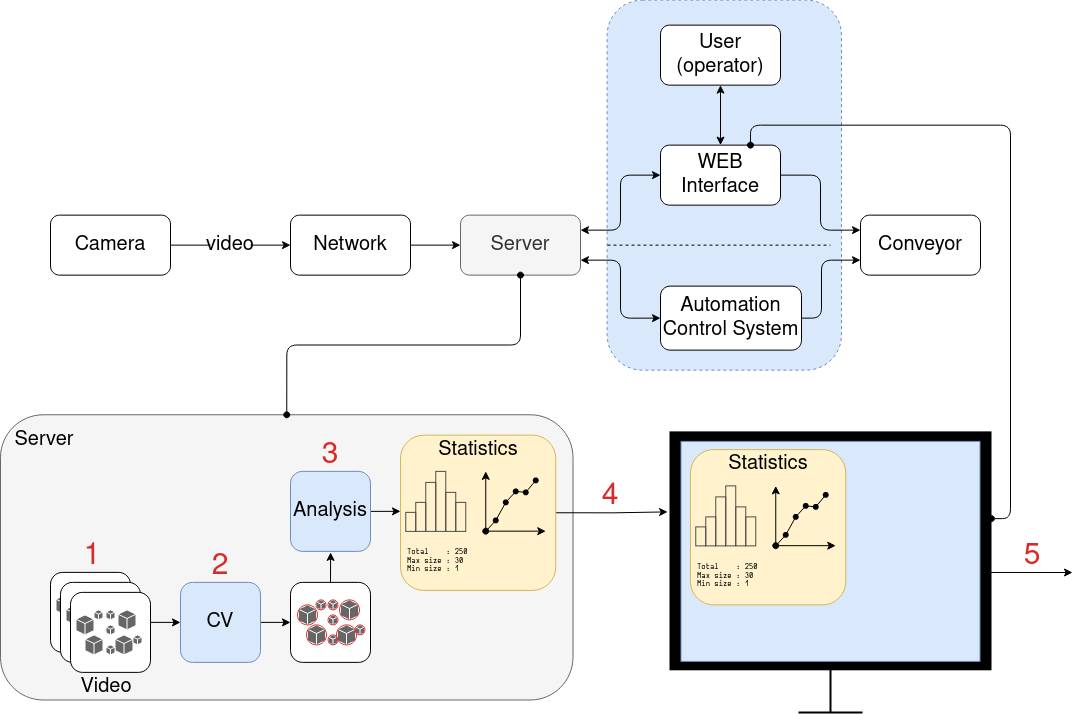 User
(operator)
WEB
Interface
Camera
video
Network
Server
Conveyor
Automation
Control System
Server
3
Statistics
Analysis
Total : 250
Max size : 30
Min size : 1
1
2
CV
Video
4
Statistics
Total : 250
Max size : 30
Min size : 1
5